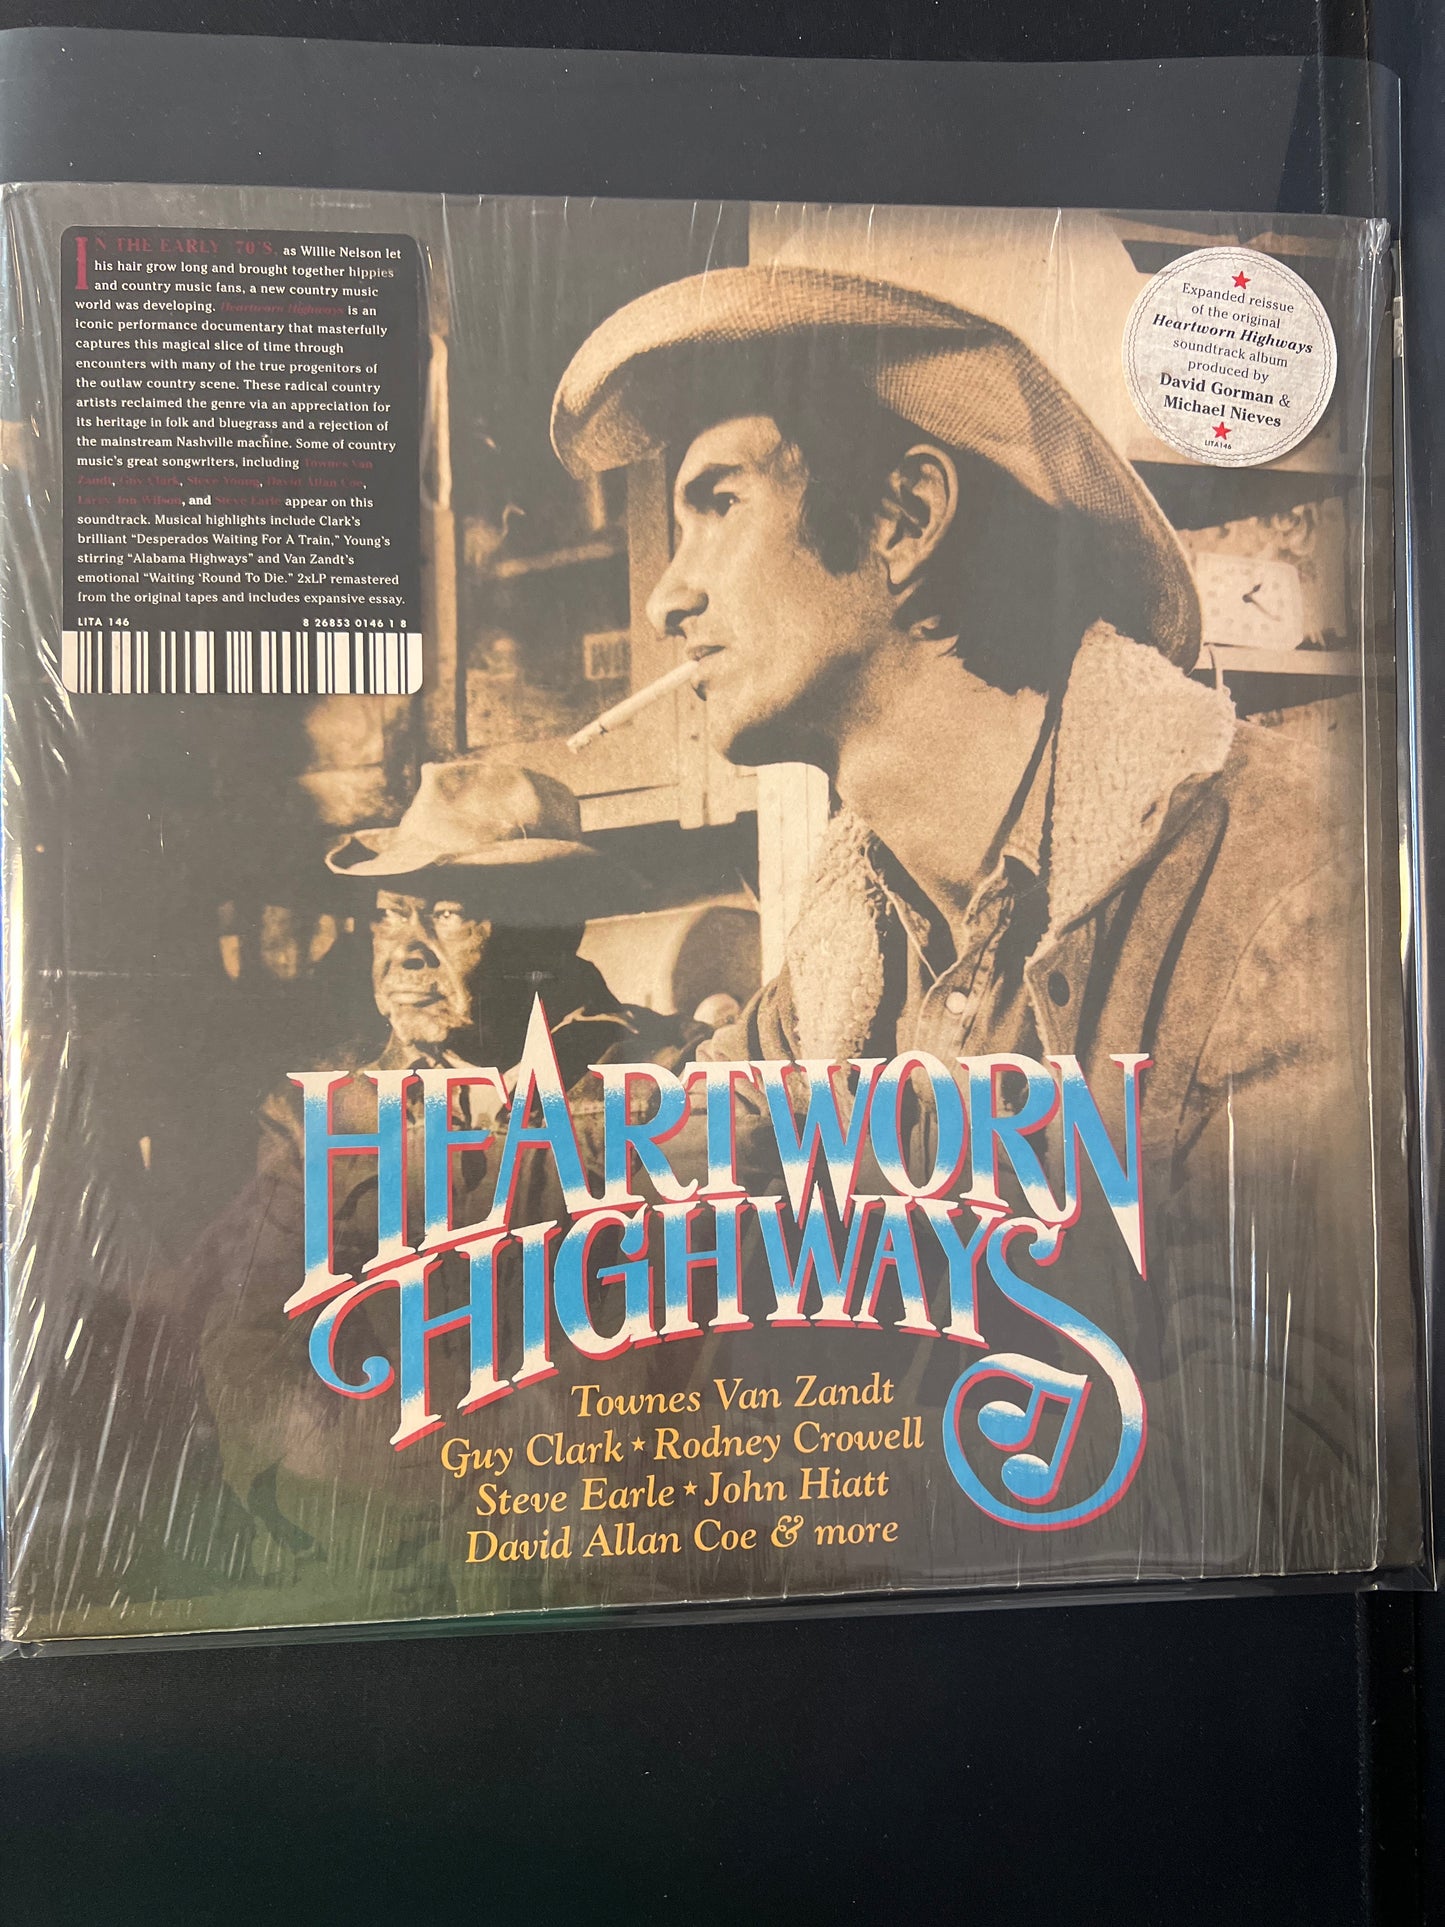 IN THE EARLY '70'S, as Willie Nelson let
his hair grow long and brought together hippies
and country music fans, a new country music
world was developing. Heartworn Highways is an
iconic performance documentary that masterfully
captures this magical slice of time through
encounters with many of the true progenitors of
the outlaw country scene. These radical country
artists reclaimed the genre via an appreciation for
its heritage in folk and bluegrass and a rejection of
the mainstream Nashville machine. Some of country
music's great songwriters, including Townes Van
Zandt, Guy Clark, Steve Young, David Allan Coe,
Larry Jon Wilson, and Steve Earle appear on this
soundtrack. Musical highlights include Clark's
brilliant “Desperados Waiting For A Train,” Young's
stirring “Alabama Highways” and Van Zandt's
emotional “Waiting ‘Round To Die.” 2xLP remastered
from the original tapes and includes expansive essay.
LITA 146 8 26853 0146 1 8
Expanded reissue
of the original
Heartworn Highways
soundtrack album
produced by
David Gorman &
Michael Nieves
LITA146
HEARTWORN
HIGHWAYS
Townes Van Zandt
Guy Clark ★ Rodney Crowell
Steve Earle ★ John Hiatt
David Allan Coe & more